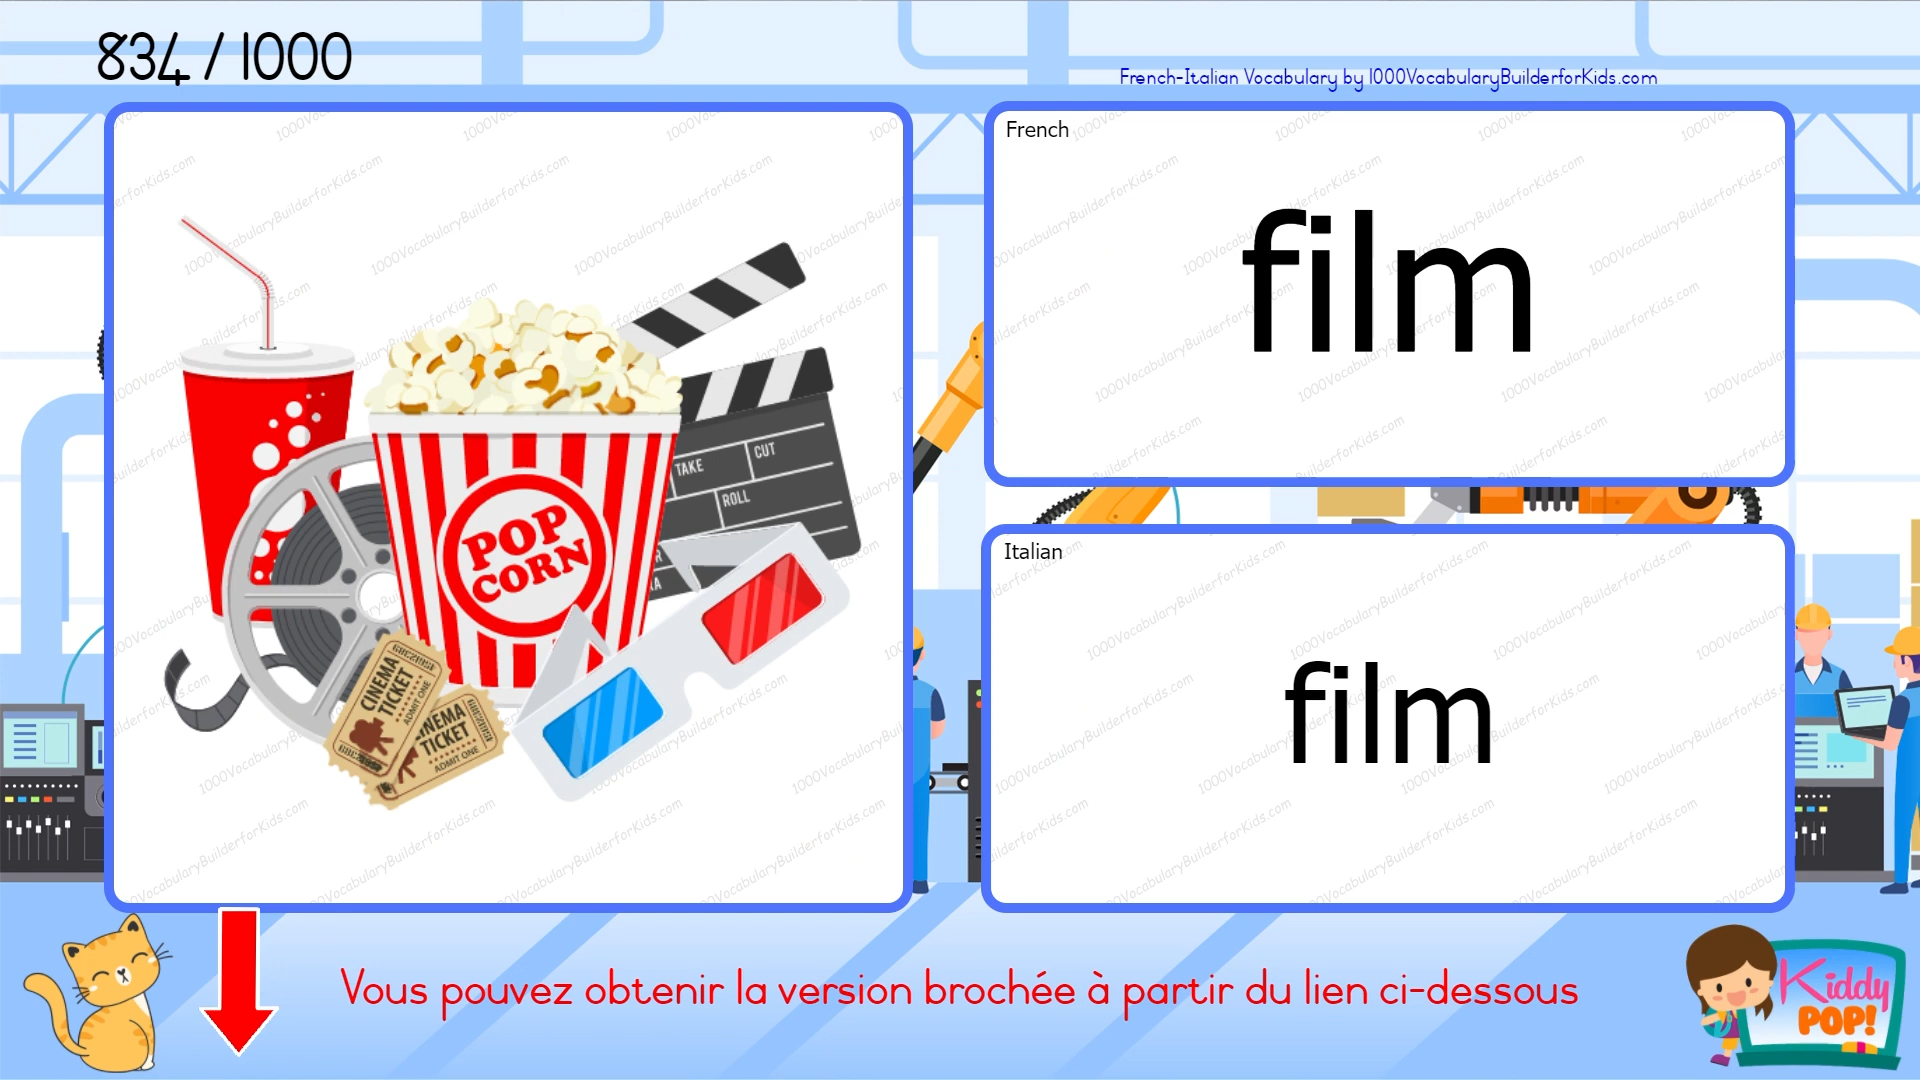 834 / 1000
French-Italian Vocabulary by 1000VocabularyBuilderforKids.com
French
film
Italian
film
TAKE
CUT
ROLL
POP
CORN
CINEMA
TICKET
ADMIT ONE
CINEMA
TICKET
ADMIT ONE
1000VocabularyBuilderforKids.com
Vous pouvez obtenir la version brochée à partir du lien ci-dessous
Kiddy
POP!